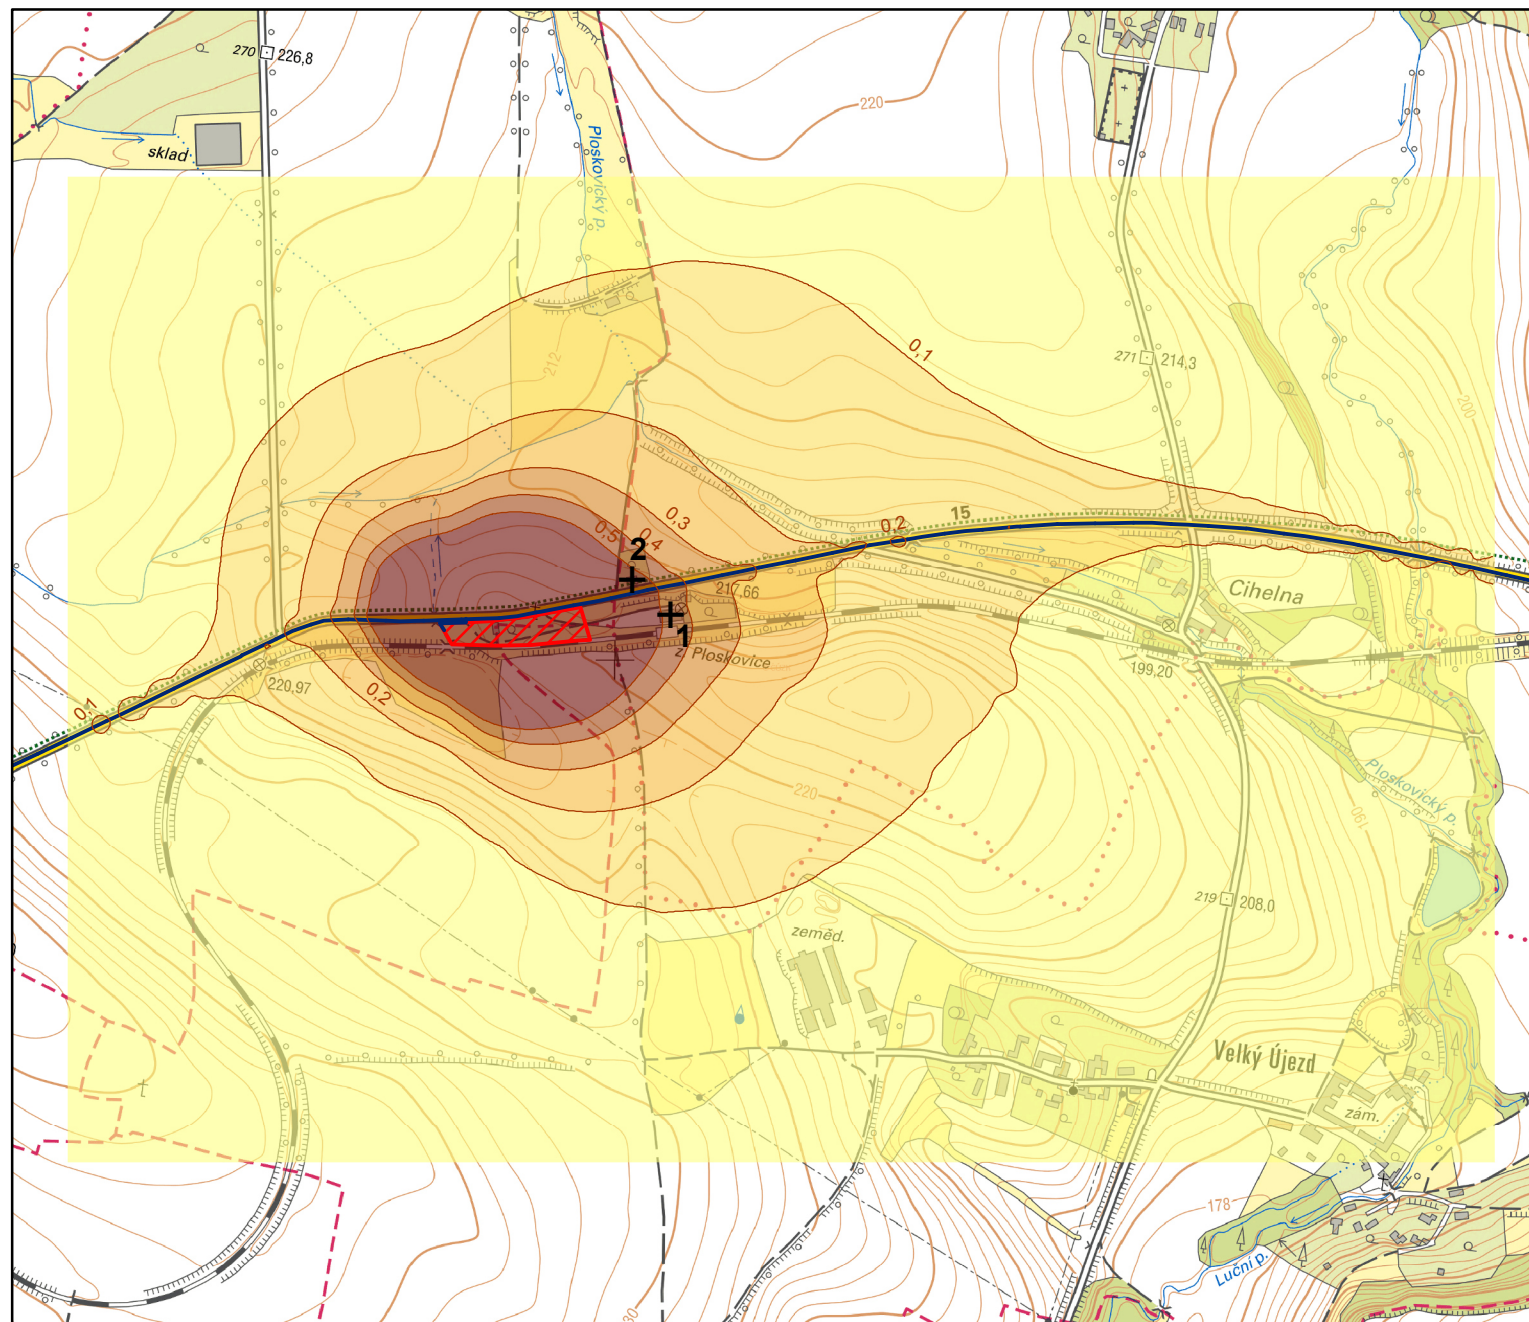 270 226,8
sklad
Ploskovický p.
220
212
0,1
271 214,3
200
0,3
0,2
15
0,5
0,4
2
217,66
1
z. Ploskovice
Cihelna
199,20
220,97
0,2
0,1
220
Ploskovický p.
190
219 208,0
zeměd.
Velký Újezd
zám.
178
Luční p.
30